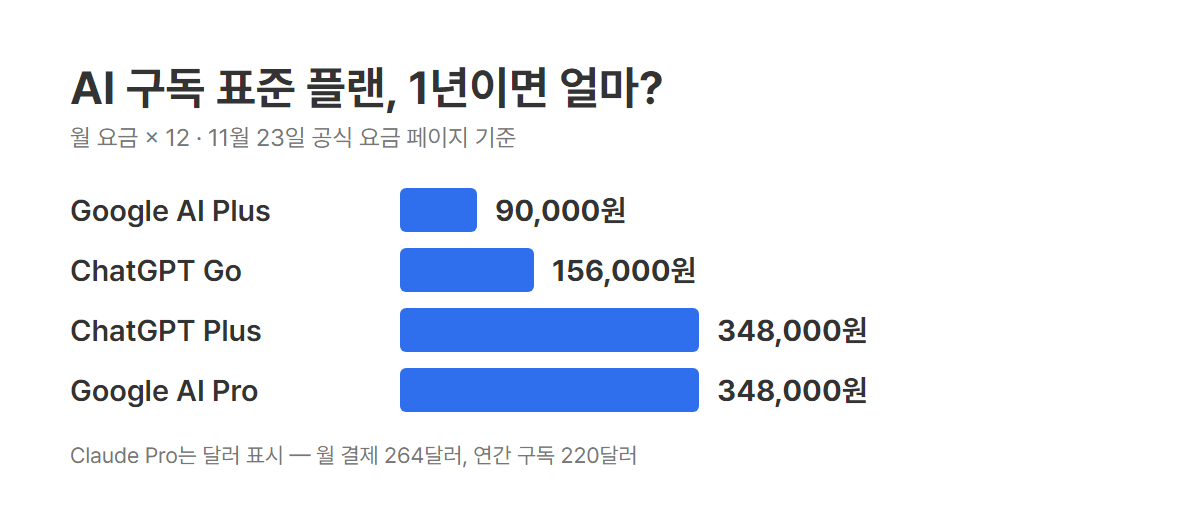 AI 구독 표준 플랜, 1년이면 얼마?
월 요금 × 12 · 11월 23일 공식 요금 페이지 기준
Google AI Plus 90,000원
ChatGPT Go 156,000원
ChatGPT Plus 348,000원
Google AI Pro 348,000원
Claude Pro는 달러 표시 — 월 결제 264달러, 연간 구독 220달러